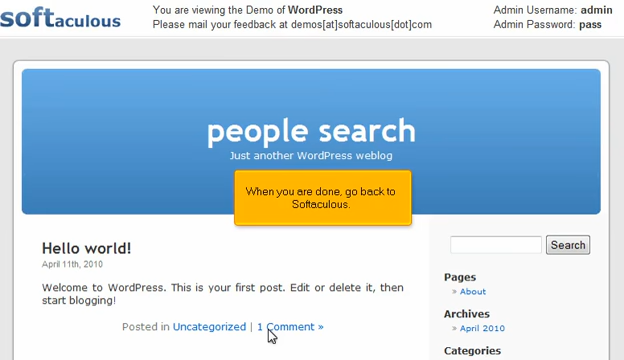 softaculous
You are viewing the Demo of WordPress
Please mail your feedback at demos[at]softaculous[dot]com
Admin Username: admin
Admin Password: pass
people search
Just another WordPress weblog
When you are done, go back to
Softaculous.
Hello world!
April 11th, 2010
Welcome to WordPress. This is your first post. Edit or delete it, then
start blogging!
Posted in Uncategorized | 1 Comment »
Search
Pages
» About
Archives
» April 2010
Categories